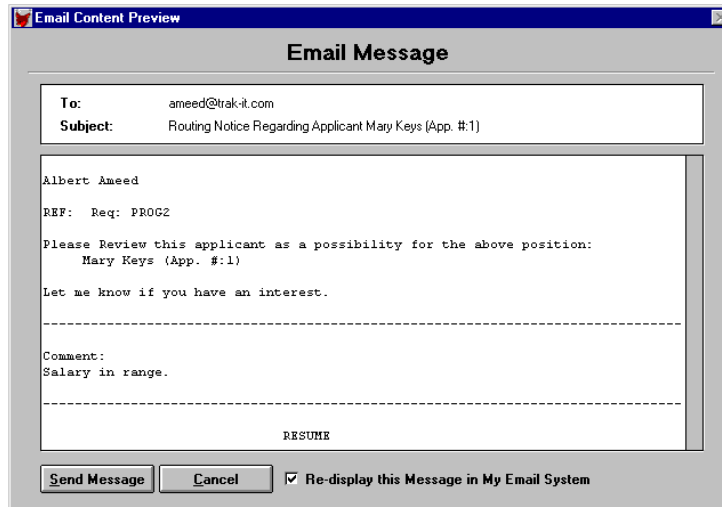 Email Content Preview
Email Message
To: ameed@trak-it.com
Subject: Routing Notice Regarding Applicant Mary Keys (App. #:1)
Albert Ameed
REF: Req: PROG2
Please Review this applicant as a possibility for the above position:
Mary Keys (App. #:1)
Let me know if you have an interest.
--------------------------------------------------------------------------------
Comment:
Salary in range.
--------------------------------------------------------------------------------
RESUME
Send Message Cancel Re-display this Message in My Email System